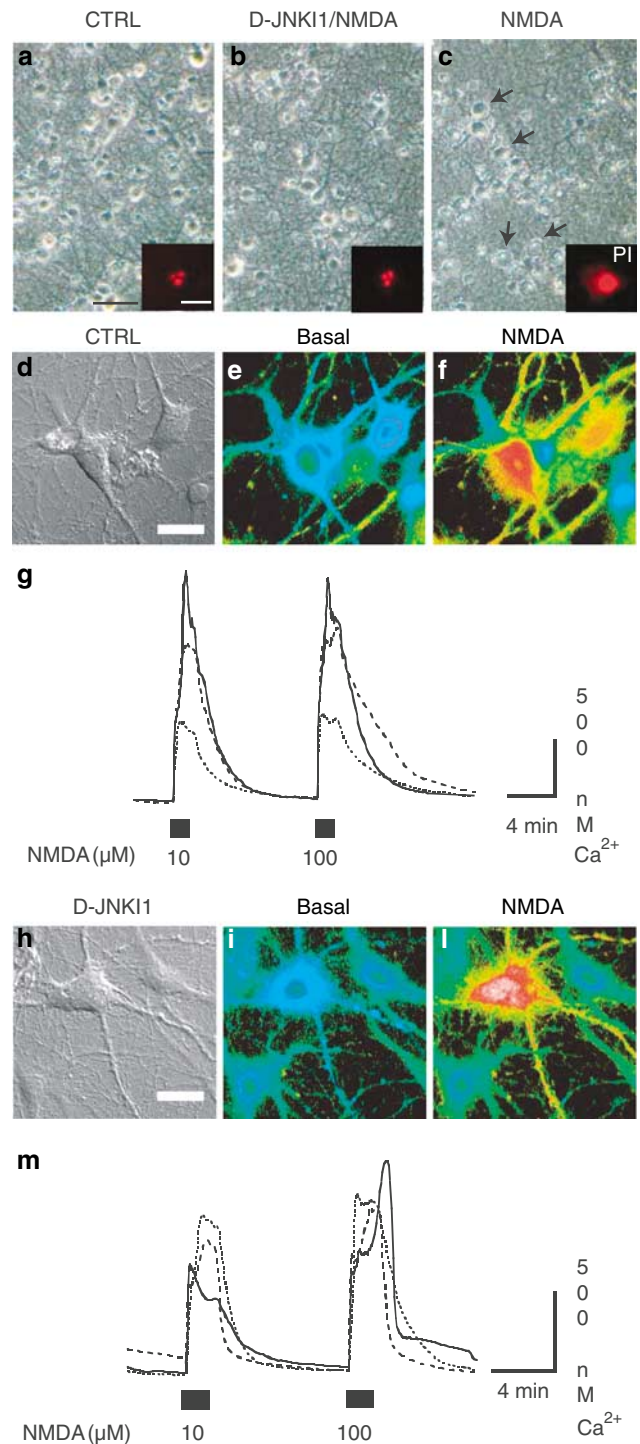 CTRL D-JNKI1/NMDA NMDA
a b c
PI
CTRL Basal NMDA
d e f
g
5
0
0
n
4 min M
NMDA (µM) 10 100 Ca2+
D-JNKI1 Basal NMDA
h i l
m
5
0
0
n
4 min M
NMDA (µM) 10 100 Ca2+